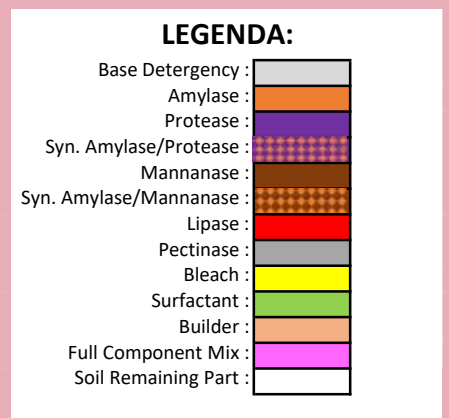 LEGENDA:
Base Detergency :
Amylase :
Protease :
Syn. Amylase/Protease :
Mannanase :
Syn. Amylase/Mannanase :
Lipase :
Pectinase :
Bleach :
Surfactant :
Builder :
Full Component Mix :
Soil Remaining Part :